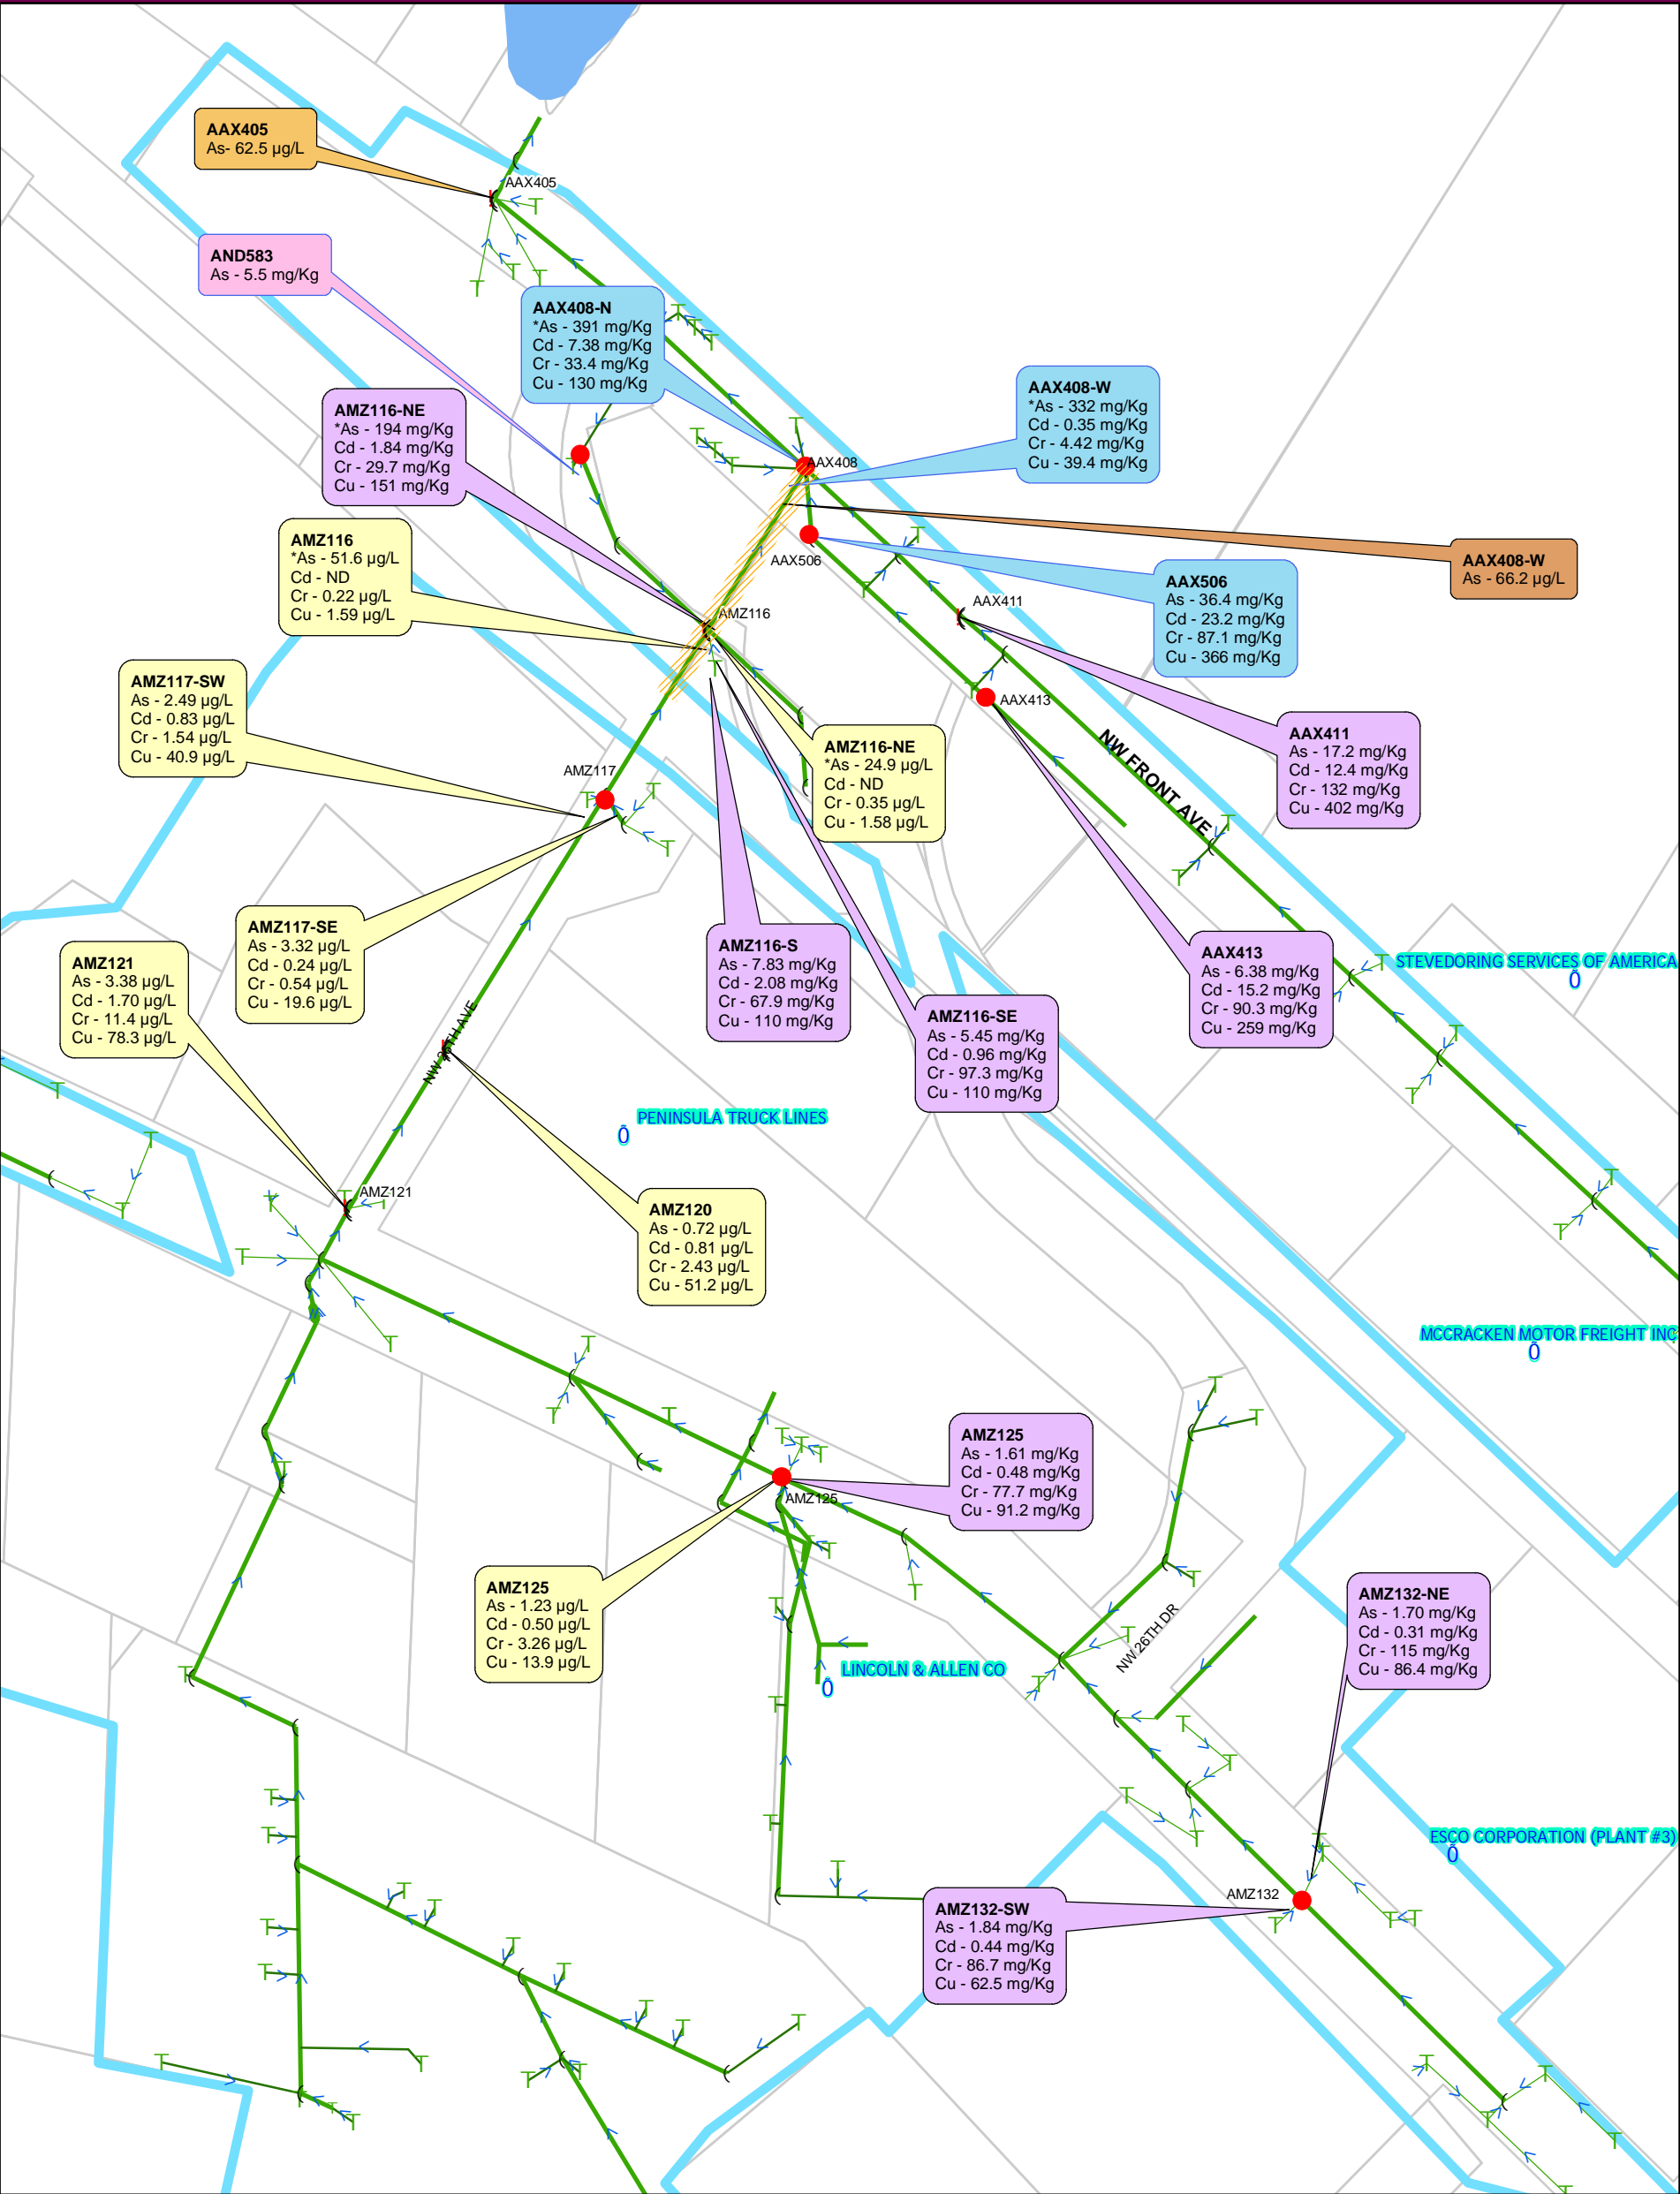 AAX405
As- 62.5 µg/L
AAX405
AND583
As - 5.5 mg/Kg
AAX408-N
*As - 391 mg/Kg
Cd - 7.38 mg/Kg
Cr - 33.4 mg/Kg
Cu - 130 mg/Kg
AAX408-W
*As - 332 mg/Kg
Cd - 0.35 mg/Kg
Cr - 4.42 mg/Kg
Cu - 39.4 mg/Kg
AMZ116-NE
*As - 194 mg/Kg
Cd - 1.84 mg/Kg
Cr - 29.7 mg/Kg
Cu - 151 mg/Kg
AAX408
AMZ116
*As - 51.6 µg/L
Cd - ND
Cr - 0.22 µg/L
Cu - 1.59 µg/L
AAX408-W
As - 66.2 µg/L
AAX506
AAX506
As - 36.4 mg/Kg
Cd - 23.2 mg/Kg
Cr - 87.1 mg/Kg
Cu - 366 mg/Kg
AAX411
AMZ116
AMZ117-SW
As - 2.49 µg/L
Cd - 0.83 µg/L
Cr - 1.54 µg/L
Cu - 40.9 µg/L
AAX413
AAX411
As - 17.2 mg/Kg
Cd - 12.4 mg/Kg
Cr - 132 mg/Kg
Cu - 402 mg/Kg
AMZ116-NE
*As - 24.9 µg/L
Cd - ND
Cr - 0.35 µg/L
Cu - 1.58 µg/L
NW FRONT AVE
AMZ117
AMZ117-SE
As - 3.32 µg/L
Cd - 0.24 µg/L
Cr - 0.54 µg/L
Cu - 19.6 µg/L
AMZ116-S
As - 7.83 mg/Kg
Cd - 2.08 mg/Kg
Cr - 67.9 mg/Kg
Cu - 110 mg/Kg
AAX413
As - 6.38 mg/Kg
Cd - 15.2 mg/Kg
Cr - 90.3 mg/Kg
Cu - 259 mg/Kg
STEVEDORING SERVICES OF AMERICA
AMZ121
As - 3.38 µg/L
Cd - 1.70 µg/L
Cr - 11.4 µg/L
Cu - 78.3 µg/L
AMZ116-SE
As - 5.45 mg/Kg
Cd - 0.96 mg/Kg
Cr - 97.3 mg/Kg
Cu - 110 mg/Kg
PENINSULA TRUCK LINES
AMZ121
AMZ120
As - 0.72 µg/L
Cd - 0.81 µg/L
Cr - 2.43 µg/L
Cu - 51.2 µg/L
MCCRACKEN MOTOR FREIGHT INC
AMZ125
As - 1.61 mg/Kg
Cd - 0.48 mg/Kg
Cr - 77.7 mg/Kg
Cu - 91.2 mg/Kg
AMZ125
AMZ125
As - 1.23 µg/L
Cd - 0.50 µg/L
Cr - 3.26 µg/L
Cu - 13.9 µg/L
AMZ132-NE
As - 1.70 mg/Kg
Cd - 0.31 mg/Kg
Cr - 115 mg/Kg
Cu - 86.4 mg/Kg
NW 26TH DR
LINCOLN & ALLEN CO
ESCO CORPORATION (PLANT #3)
AMZ132
AMZ132-SW
As - 1.84 mg/Kg
Cd - 0.44 mg/Kg
Cr - 86.7 mg/Kg
Cu - 62.5 mg/Kg